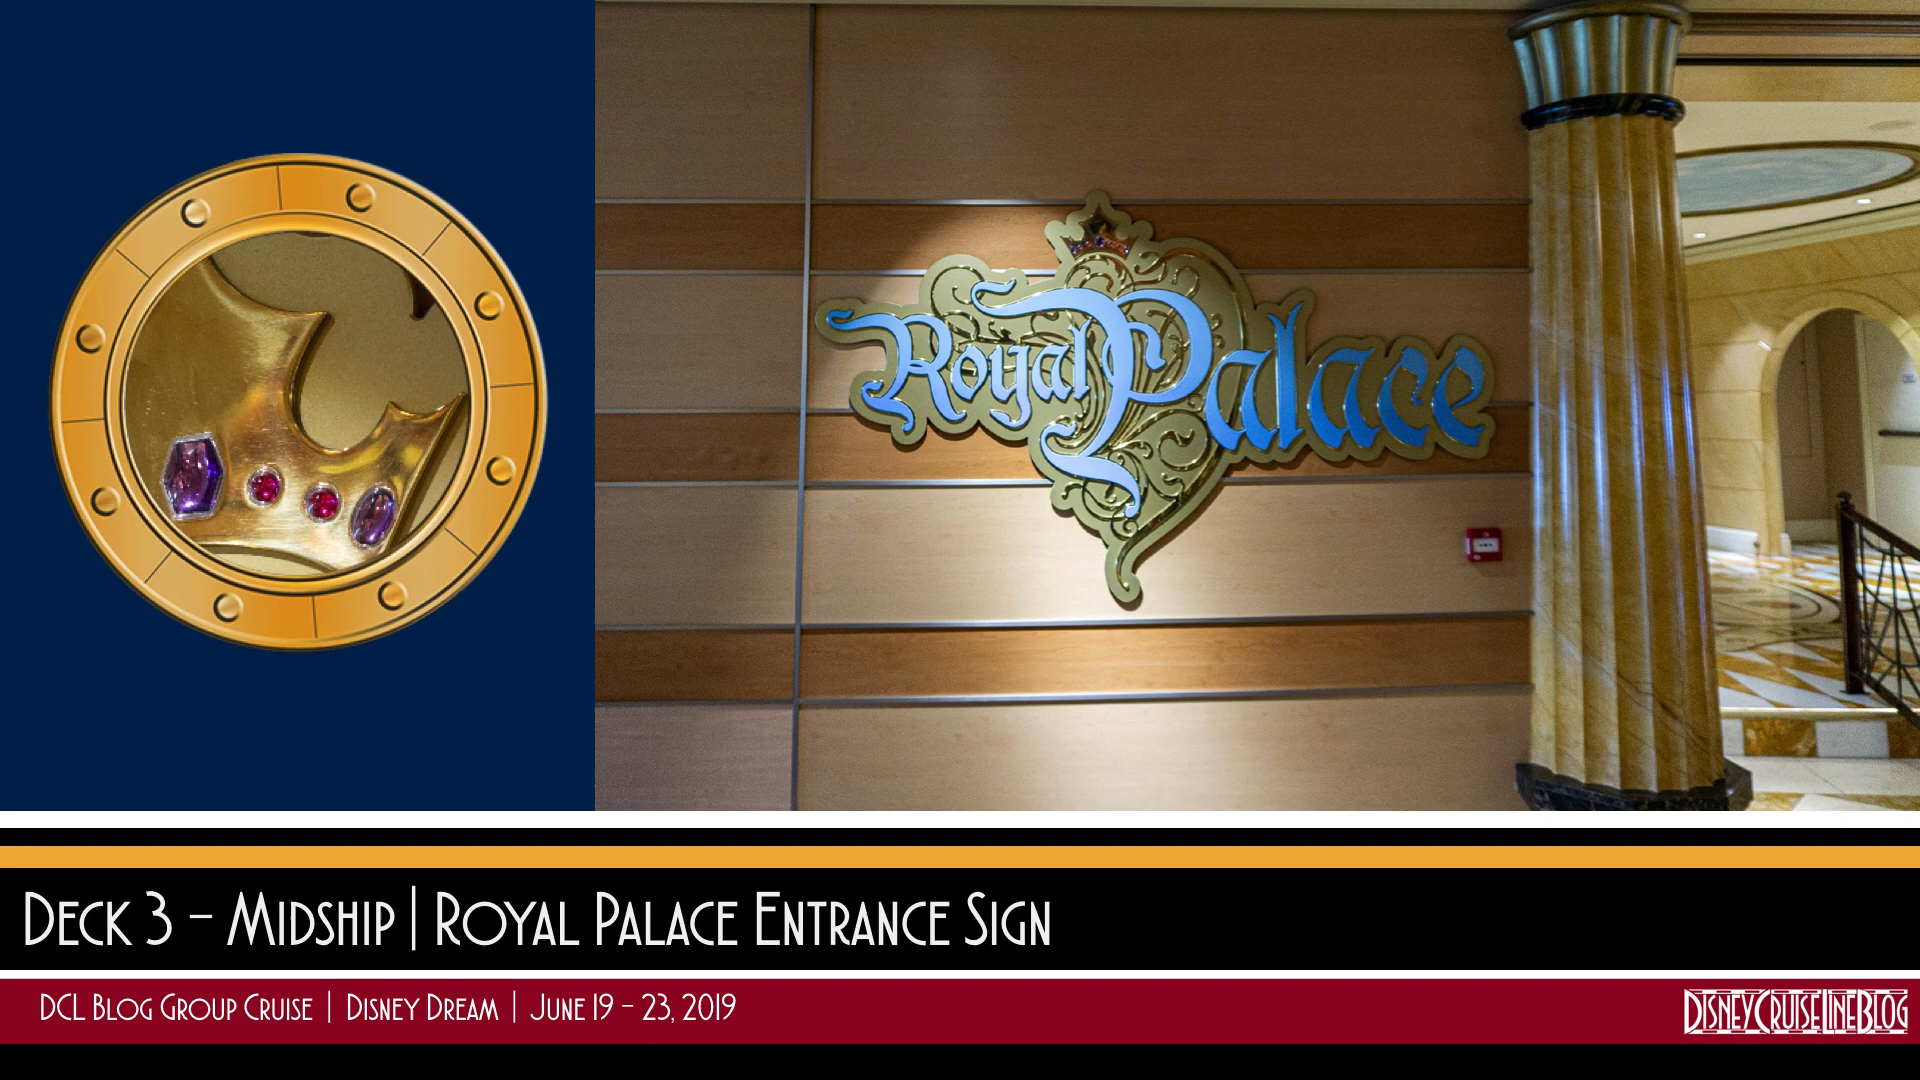 Royal Palace
Deck 3 – Midship | Royal Palace Entrance Sign
DCL Blog Group Cruise | Disney Dream | June 19 – 23, 2019
DisneyCruiseLineBlog